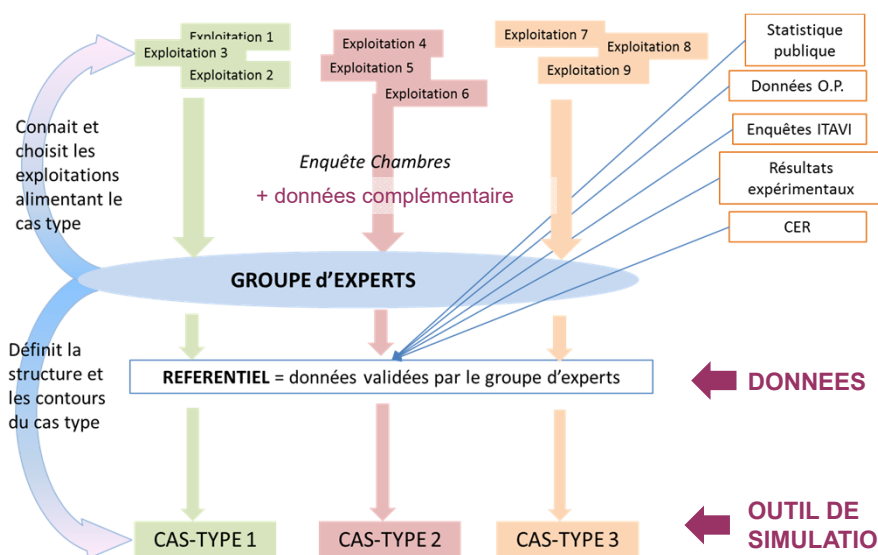 Exploitation 1
Exploitation 3
Exploitation 2
Exploitation 4
Exploitation 5
Exploitation 6
Exploitation 7
Exploitation 8
Exploitation 9
Statistique
publique
Données O.P.
Enquêtes ITAVI
Résultats
expérimentaux
CER
Connait et
choisit les
exploitations
alimentant le
cas type
Enquête Chambres
+ données complémentaire
GROUPE d'EXPERTS
Définit la
structure et
les contours
du cas type
REFERENTIEL = données validées par le groupe d'experts
DONNEES
CAS-TYPE 1
CAS-TYPE 2
CAS-TYPE 3
OUTIL DE
SIMULATIO